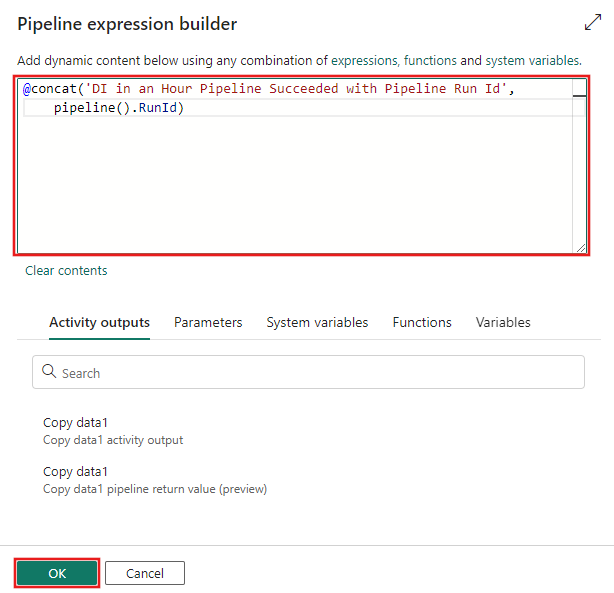 Pipeline expression builder
Add dynamic content below using any combination of expressions, functions and system variables.
@concat('DI in an Hour Pipeline Succeeded with Pipeline Run Id',
pipeline().RunId)
Clear contents
Activity outputs Parameters System variables Functions Variables
Search
Copy data1
Copy data1 activity output
Copy data1
Copy data1 pipeline return value (preview)
OK Cancel